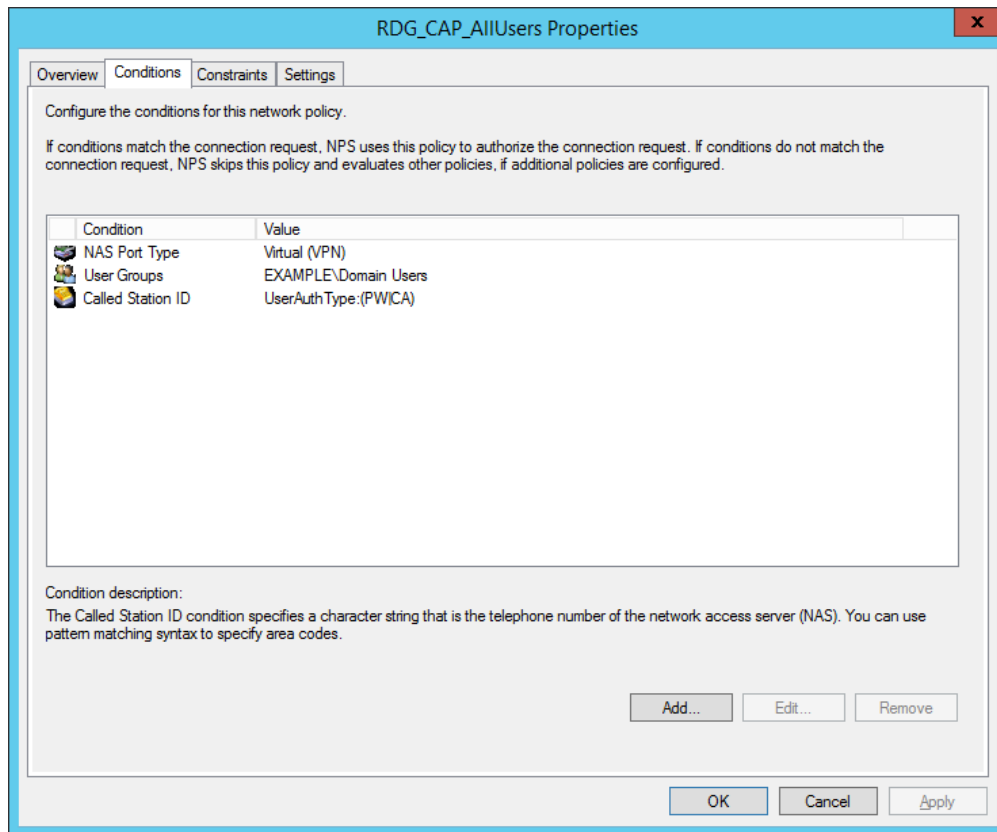 RDG_CAP_AllUsers Properties
x
Overview Conditions Constraints Settings
Configure the conditions for this network policy.
If conditions match the connection request, NPS uses this policy to authorize the connection request. If conditions do not match the
connection request, NPS skips this policy and evaluates other policies, if additional policies are configured.
Condition Value
NAS Port Type Virtual (VPN)
User Groups EXAMPLE\Domain Users
Called Station ID UserAuthType:(PW|CA)
Condition description:
The Called Station ID condition specifies a character string that is the telephone number of the network access server (NAS). You can use
pattern matching syntax to specify area codes.
Add... Edit... Remove
OK Cancel Apply